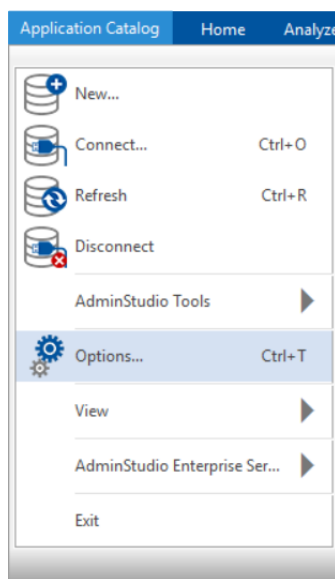 Application Catalog Home Analyze
New...
Connect... Ctrl+O
Refresh Ctrl+R
Disconnect
AdminStudio Tools
Options... Ctrl+T
View
AdminStudio Enterprise Ser...
Exit